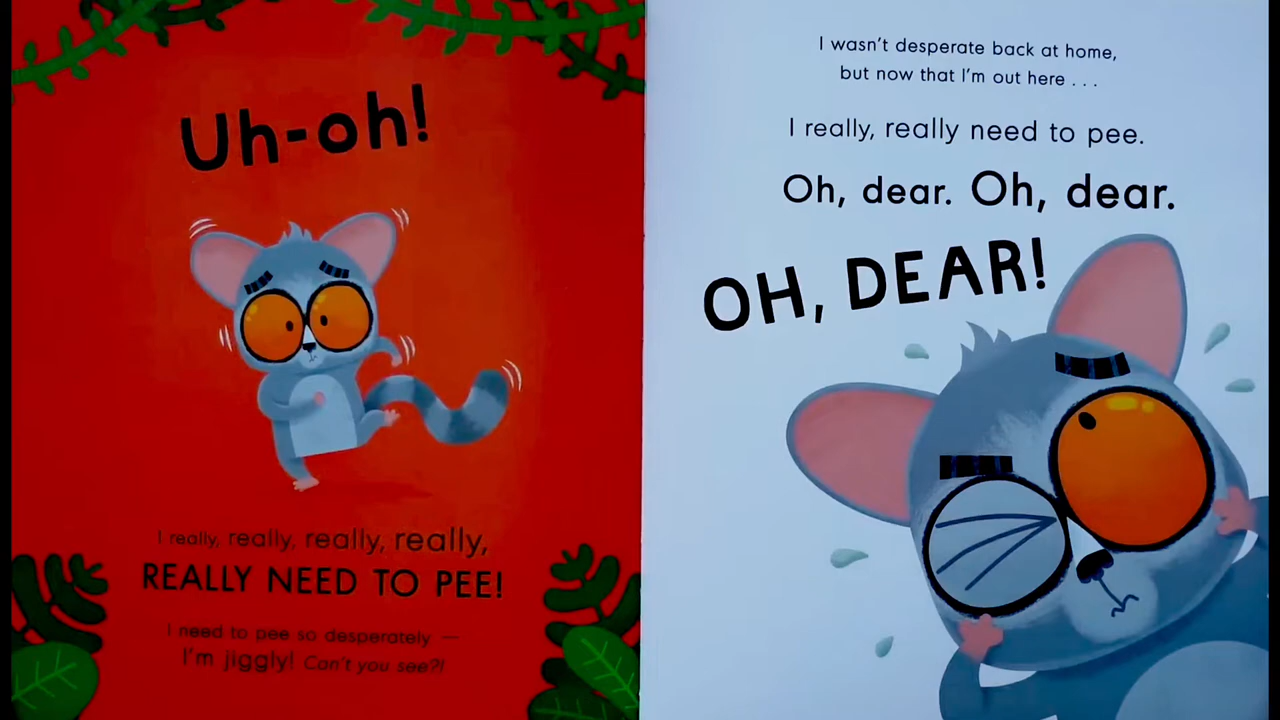 Uh-oh!
I really, really, really, really,
REALLY NEED TO PEE!
I need to pee so desperately —
I'm jiggly! Can't you see?!
I wasn't desperate back at home,
but now that I'm out here . . .
I really, really need to pee.
Oh, dear. Oh, dear.
OH, DEAR!